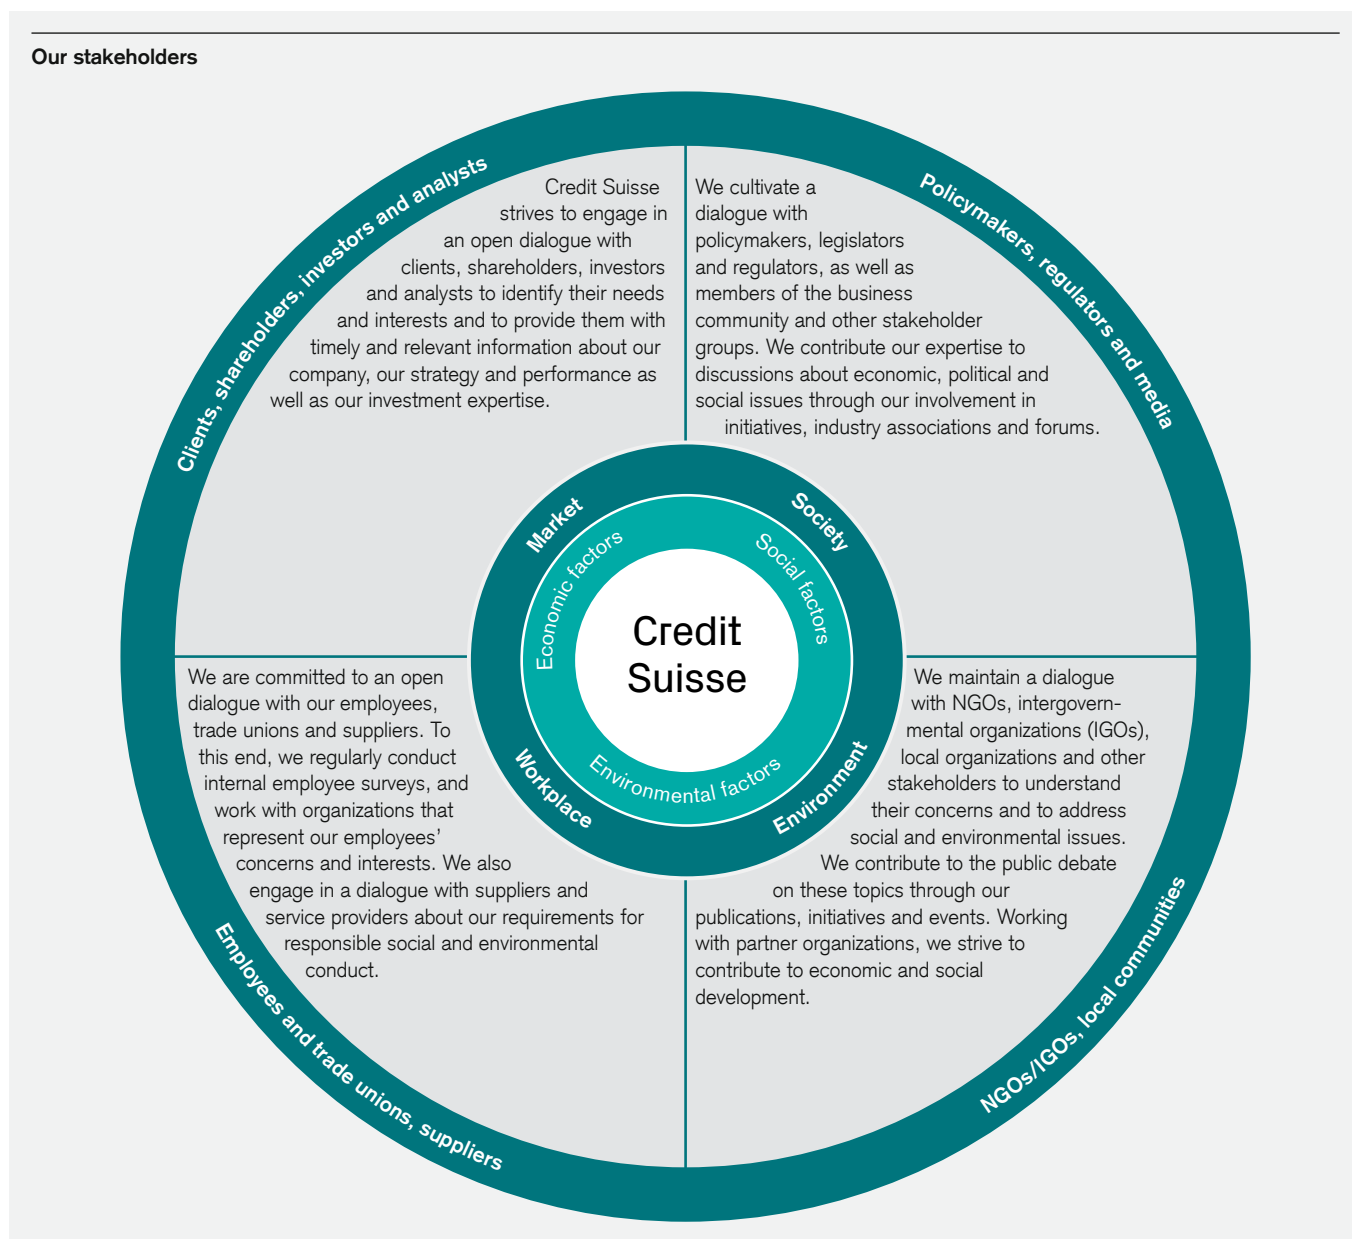 Our stakeholders
Clients, shareholders, investors and analysts
Credit Suisse
strives to engage in
an open dialogue with
clients, shareholders, investors
and analysts to identify their needs
and interests and to provide them with
timely and relevant information about our
company, our strategy and performance as
well as our investment expertise.
Policymakers, regulators and media
We cultivate a
dialogue with
policymakers, legislators
and regulators, as well as
members of the business
community and other stakeholder
groups. We contribute our expertise to
discussions about economic, political and
social issues through our involvement in
initiatives, industry associations and forums.
Market
Society
Economic factors
Social factors
Credit
Suisse
Environmental factors
Workplace
Environment
We are committed to an open
dialogue with our employees,
trade unions and suppliers. To
this end, we regularly conduct
internal employee surveys, and
work with organizations that
represent our employees’
concerns and interests. We also
engage in a dialogue with suppliers and
service providers about our requirements for
responsible social and environmental
conduct.
Employees and trade unions, suppliers
We maintain a dialogue
with NGOs, intergovern-
mental organizations (IGOs),
local organizations and other
stakeholders to understand
their concerns and to address
social and environmental issues.
We contribute to the public debate
on these topics through our
publications, initiatives and events. Working
with partner organizations, we strive to
contribute to economic and social
development.
NGOs/IGOs, local communities